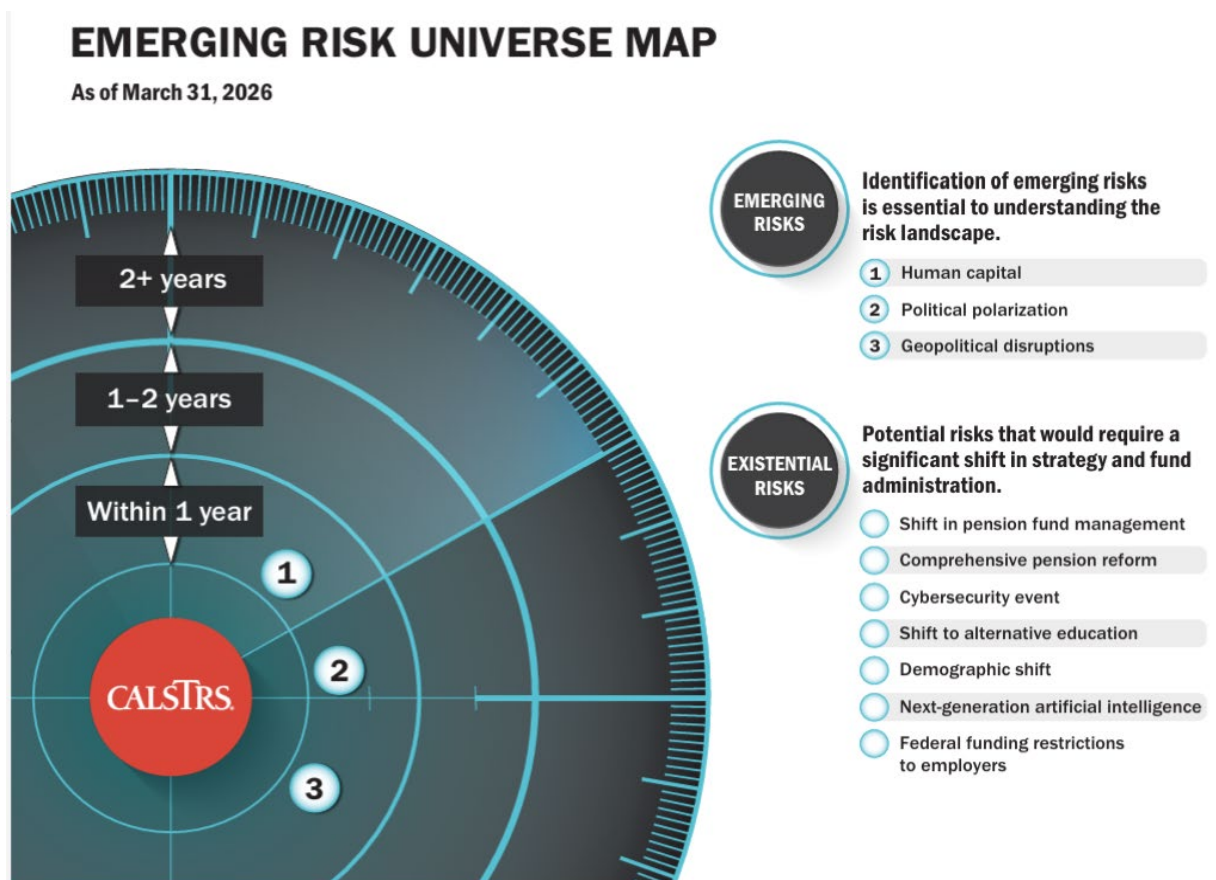 EMERGING RISK UNIVERSE MAP
As of March 31, 2026
2+ years
1–2 years
Within 1 year
1
2
3
CALSTRS
EMERGING
RISKS
Identification of emerging risks
is essential to understanding the
risk landscape.
1 Human capital
2 Political polarization
3 Geopolitical disruptions
EXISTENTIAL
RISKS
Potential risks that would require a
significant shift in strategy and fund
administration.
Shift in pension fund management
Comprehensive pension reform
Cybersecurity event
Shift to alternative education
Demographic shift
Next-generation artificial intelligence
Federal funding restrictions
to employers